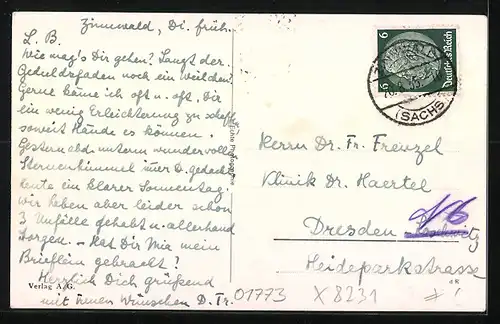 Zinnwald, Di. früh.
L. B.
Wie mag's Dir gehen? Langt der
Geduldsfaden noch ein Weilchen?
Gerne käme ich oft u. oft, Dir
ein wenig Erleichterung zu schaffen
soweit Hände es können.
Gestern abd. unterm wundervollen
Sternenhimmel Dr. gedacht
heute ein klarer Sonnentag.
Wir haben aber leider schon
3 Unfälle gehabt u. allerhand
Sorgen. – Hat Dir Mia mein
Brieflein gebracht?
Herzlich Dich grüßend
mit treuen Wünschen D. Tr.
Verlag A. G.
6 6
Deutsches Reich
(SACHS
Herrn Dr. Fr. Frenzel
Klinik Dr. Haertel
Dresden
N6
Heideparkstrasse
01773 X 8231